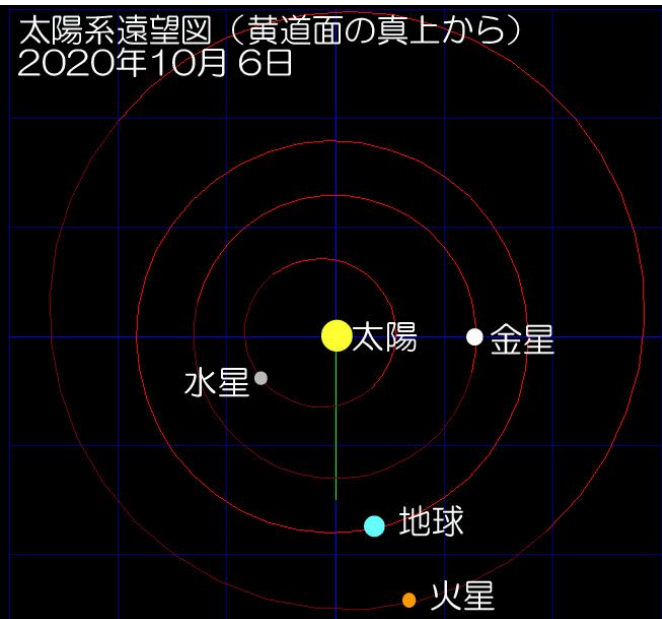 太陽系遠望図（黄道面の真上から）
2020年10月 6日
太陽
金星
水星
地球
火星